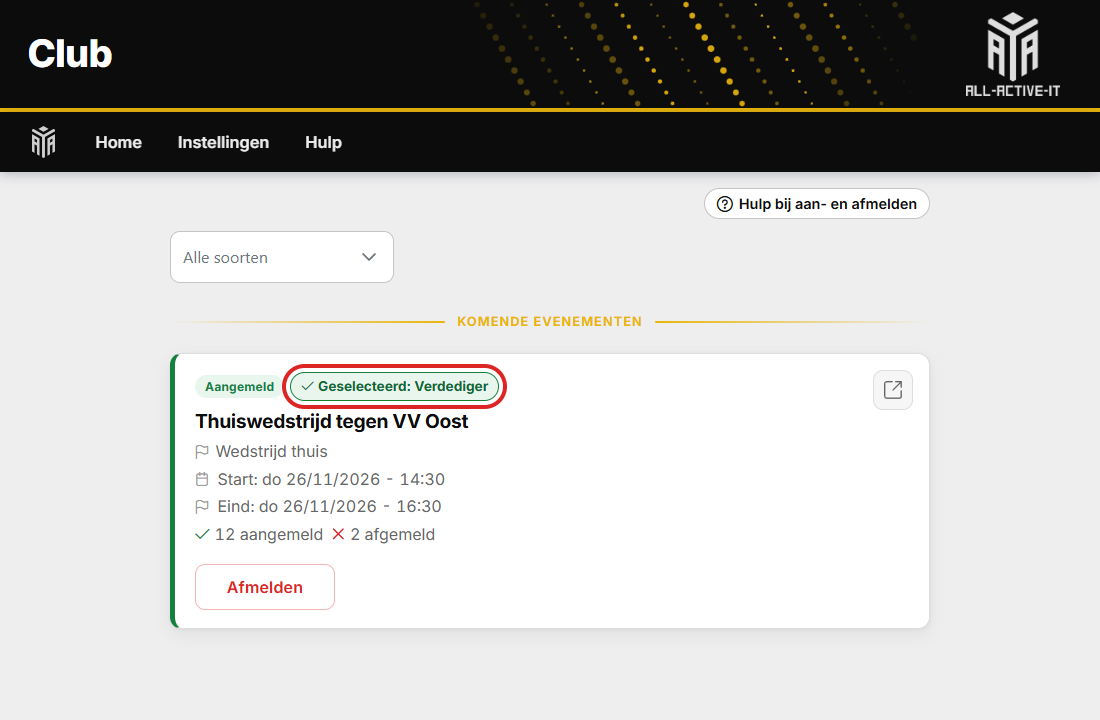 Club
ALL-ACTIVE-IT
Home Instellingen Hulp
Hulp bij aan- en afmelden
Alle soorten
KOMENDE EVENEMENTEN
Aangemeld Geselecteerd: Verdediger
Thuiswedstrijd tegen VV Oost
Wedstrijd thuis
Start: do 26/11/2026 - 14:30
Eind: do 26/11/2026 - 16:30
12 aangemeld 2 afgemeld
Afmelden